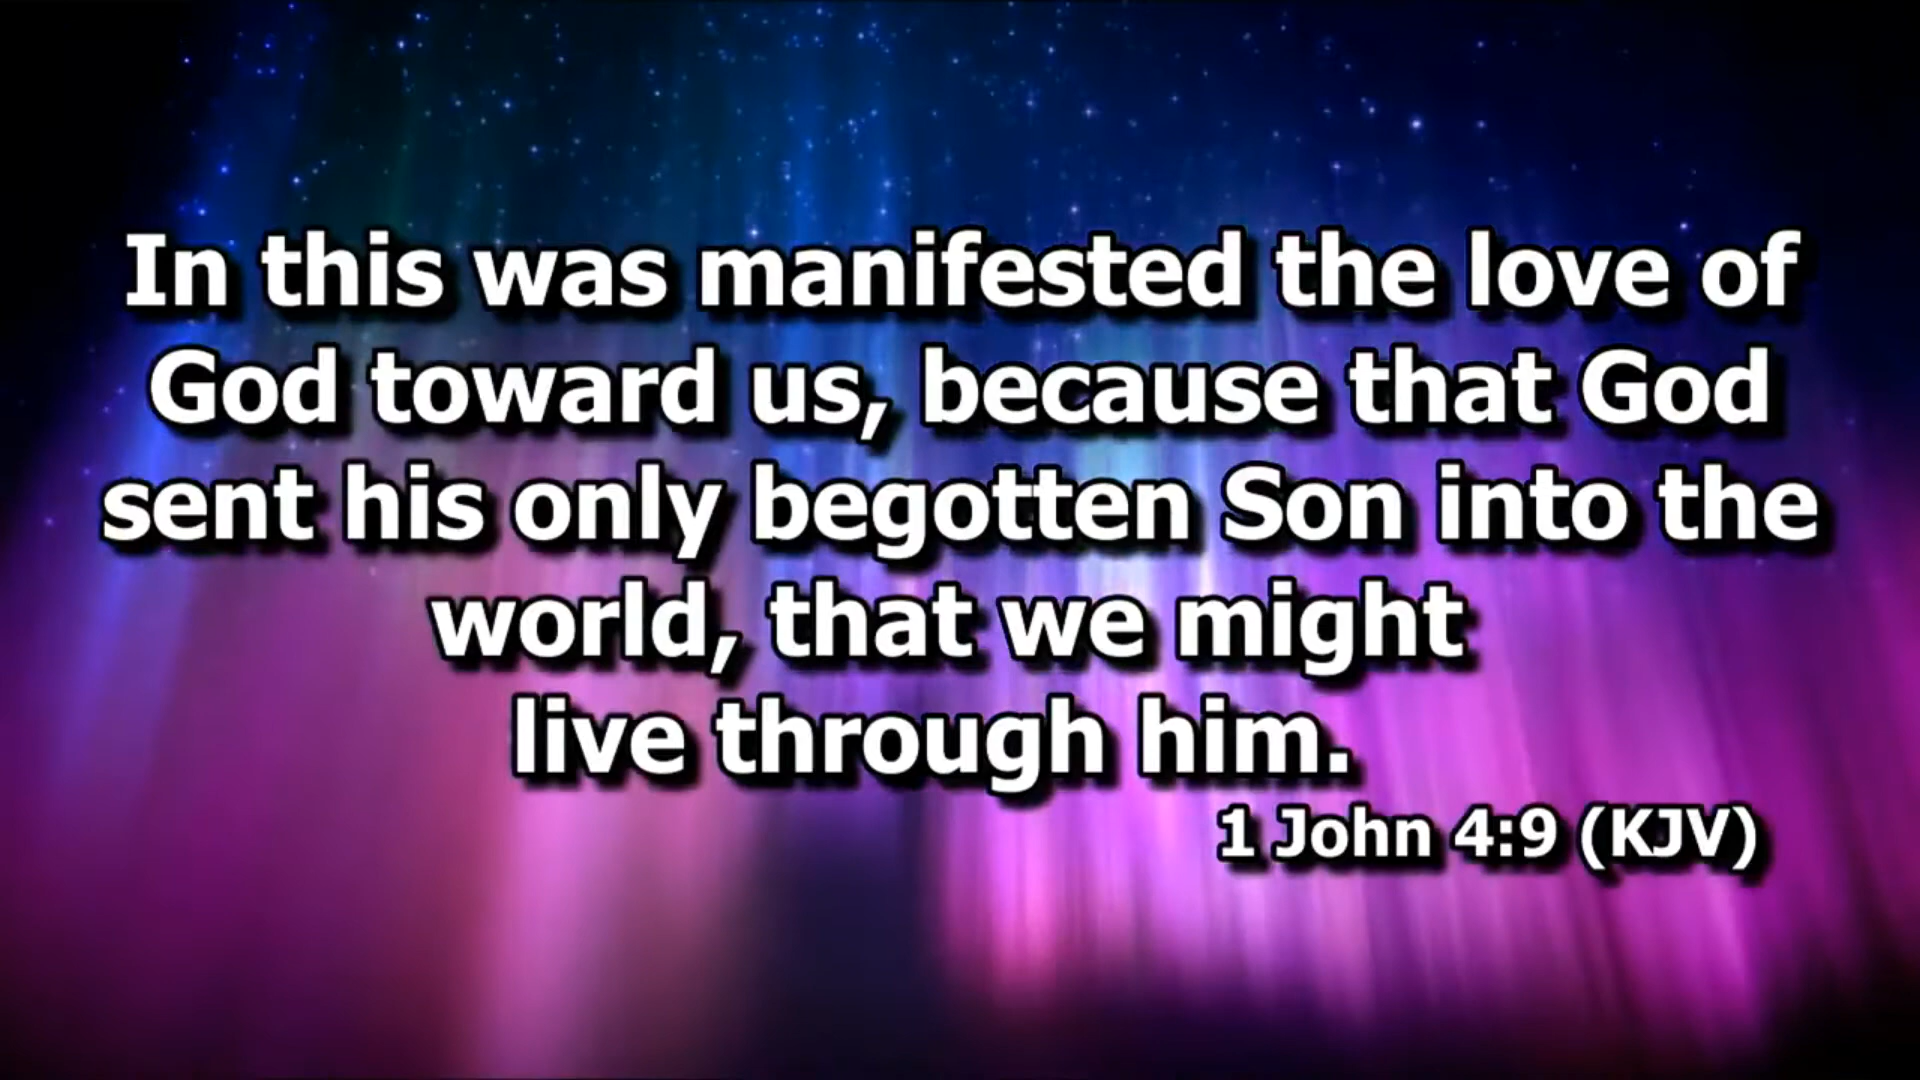 In this was manifested the love of
God toward us, because that God
sent his only begotten Son into the
world, that we might
live through him.
1 John 4:9 (KJV)